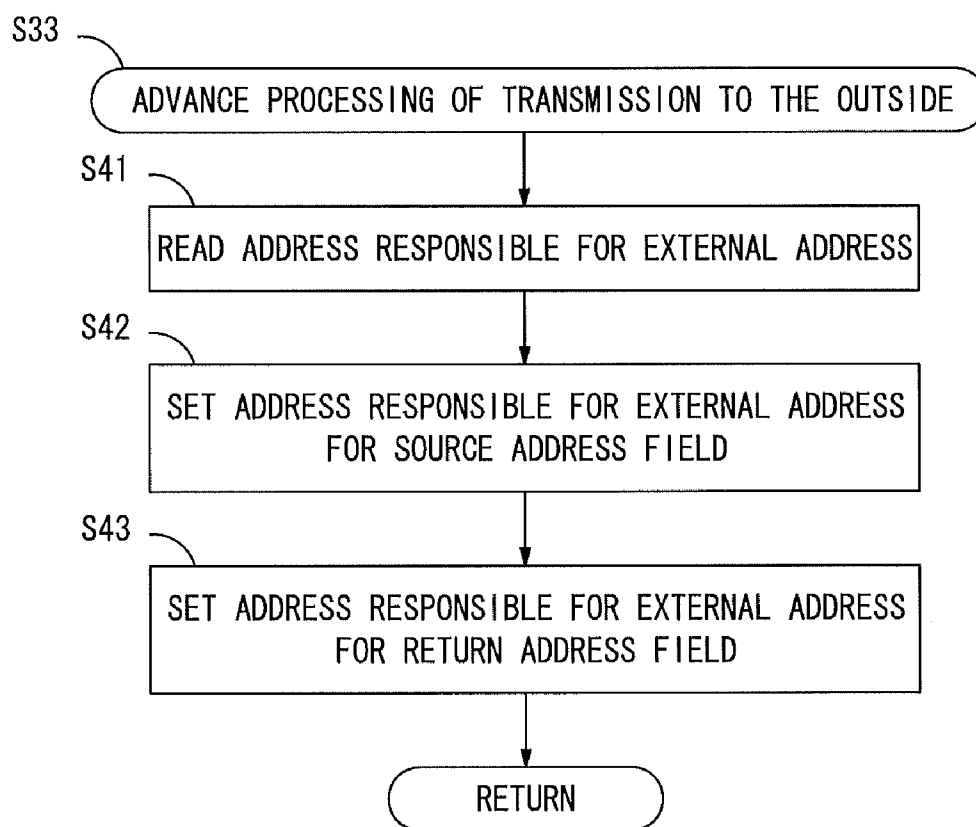 S33
ADVANCE PROCESSING OF TRANSMISSION TO THE OUTSIDE
S41
READ ADDRESS RESPONSIBLE FOR EXTERNAL ADDRESS
S42
SET ADDRESS RESPONSIBLE FOR EXTERNAL ADDRESS
FOR SOURCE ADDRESS FIELD
S43
SET ADDRESS RESPONSIBLE FOR EXTERNAL ADDRESS
FOR RETURN ADDRESS FIELD
RETURN